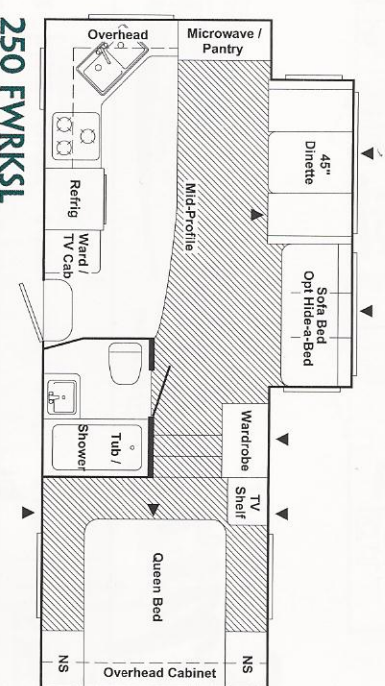 250 FWRKSL
Overhead
Microwave /
Pantry
45"
Dinette
Refrig
Mid-Profile
Ward /
TV Cab
Sofa Bed
Opt Hide-a-Bed
Tub /
Shower
Wardrobe
TV
Shelf
Queen Bed
NS
NS
Overhead Cabinet